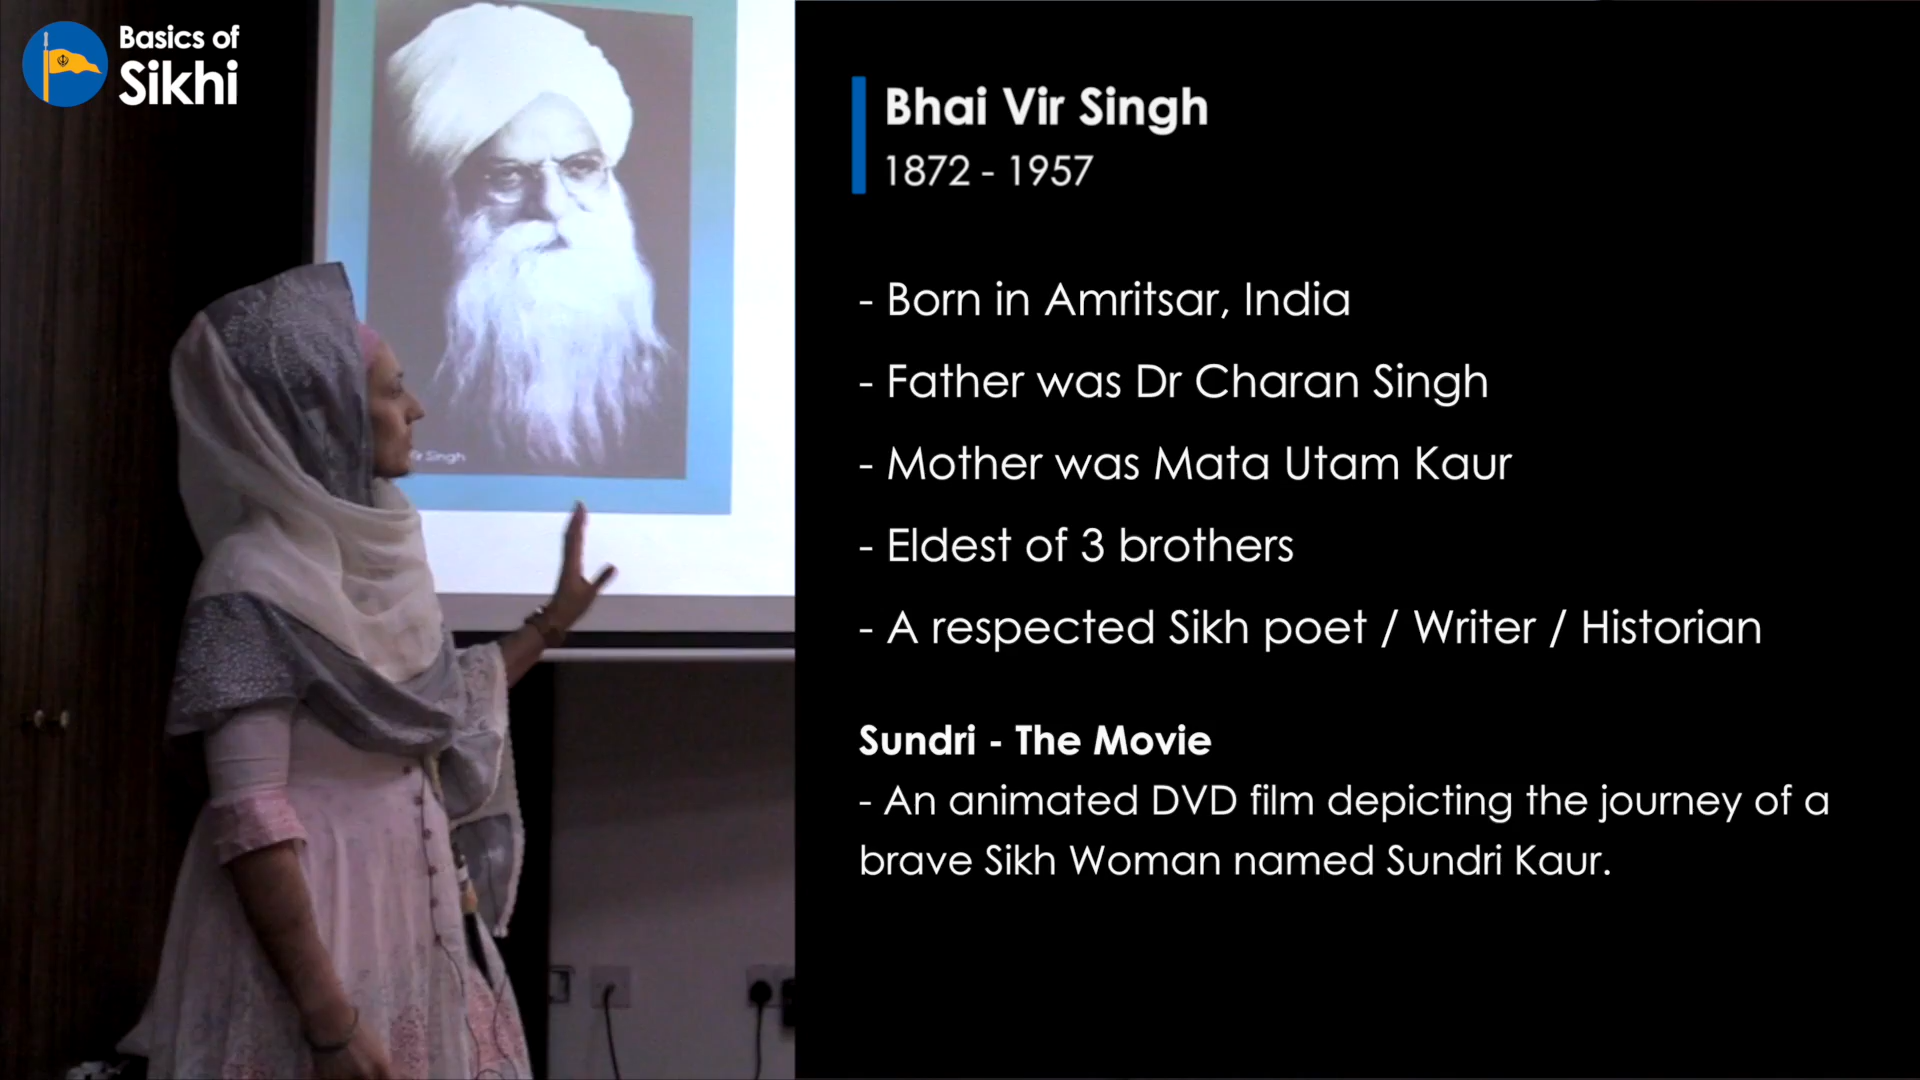 Basics of
Sikhi
Bhai Vir Singh
1872 - 1957
- Born in Amritsar, India
- Father was Dr Charan Singh
- Mother was Mata Utam Kaur
- Eldest of 3 brothers
- A respected Sikh poet / Writer / Historian
Sundri - The Movie
- An animated DVD film depicting the journey of a
brave Sikh Woman named Sundri Kaur.
Vir Singh